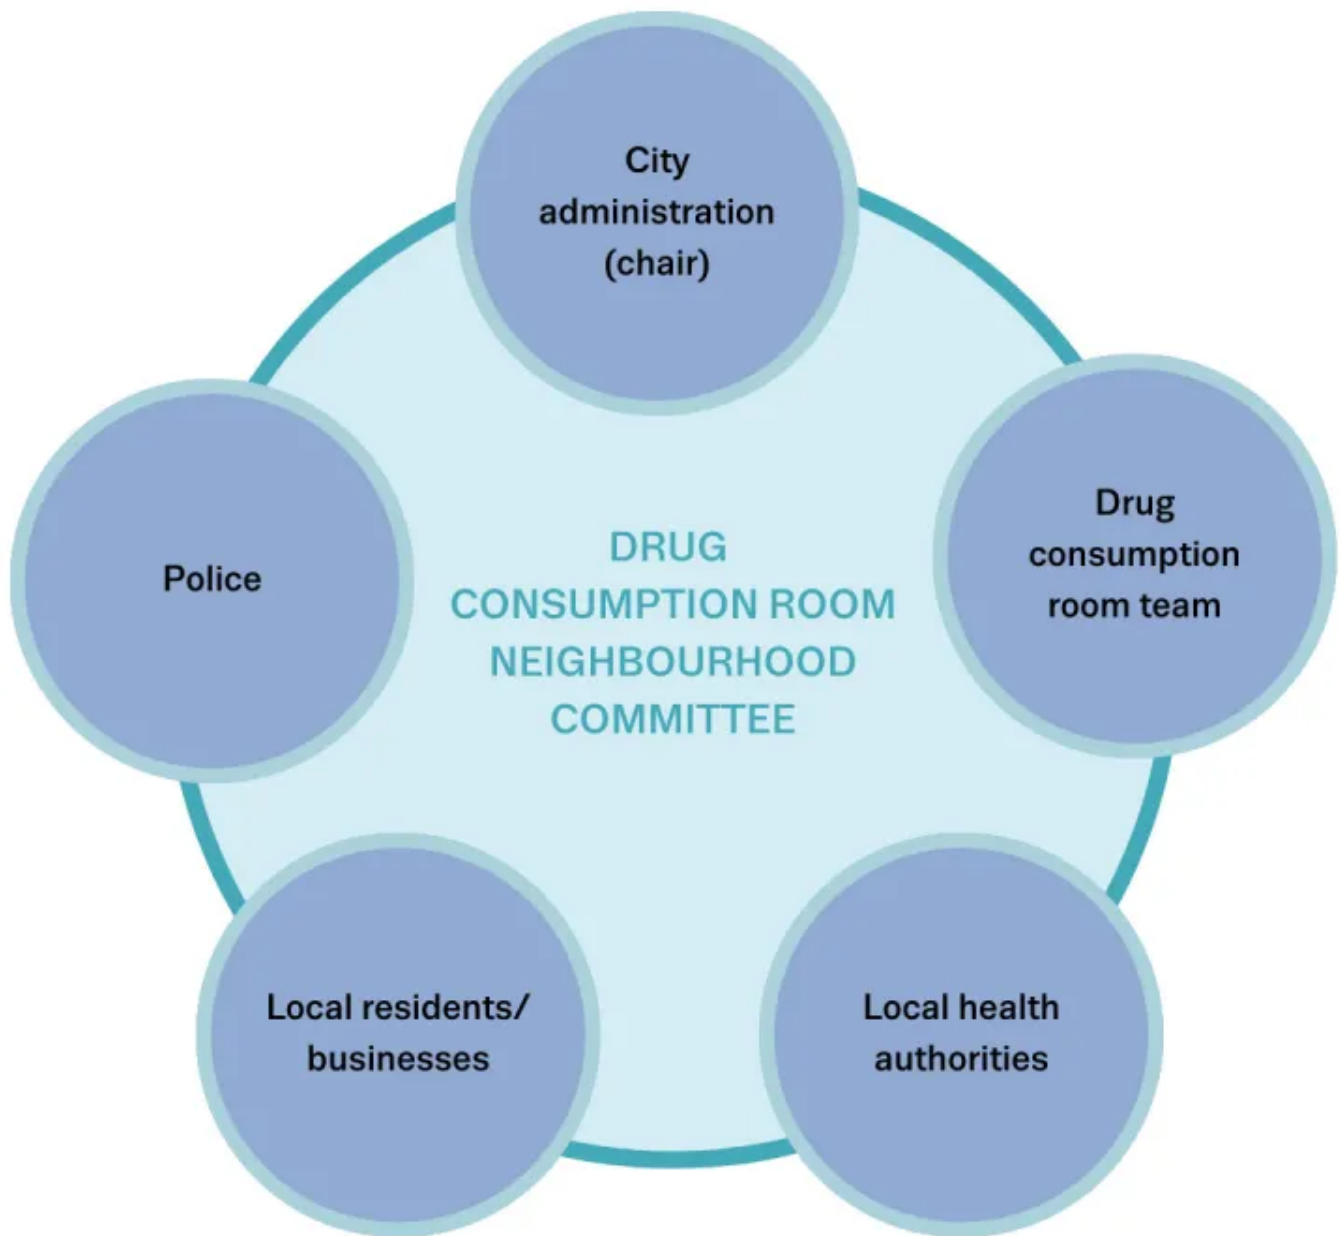 City
administration
(chair)
Drug
consumption
room team
Police
DRUG
CONSUMPTION ROOM
NEIGHBOURHOOD
COMMITTEE
Local residents/
businesses
Local health
authorities